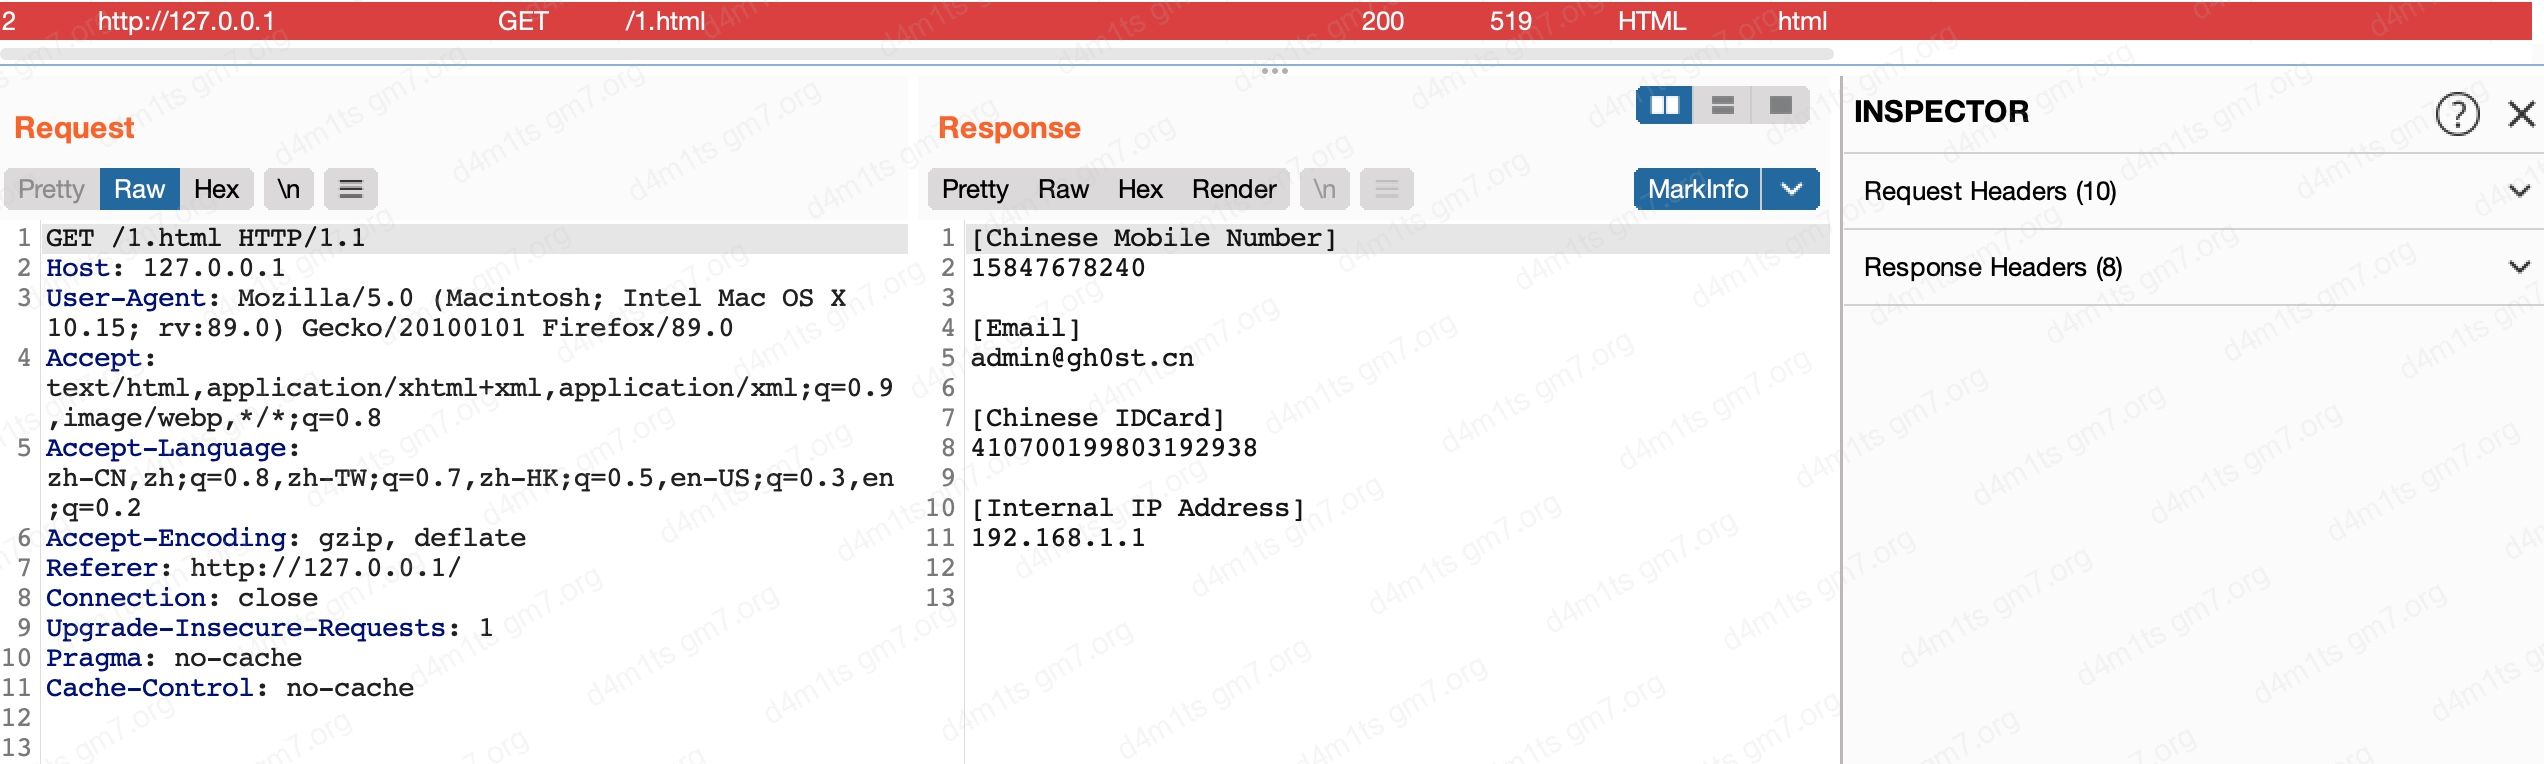 2 http://127.0.0.1 GET /1.html 200 519 HTML html
Request
Pretty Raw Hex \n
1 GET /1.html HTTP/1.1
2 Host: 127.0.0.1
3 User-Agent: Mozilla/5.0 (Macintosh; Intel Mac OS X
10.15; rv:89.0) Gecko/20100101 Firefox/89.0
4 Accept:
text/html,application/xhtml+xml,application/xml;q=0.9
,image/webp,*/*;q=0.8
5 Accept-Language:
zh-CN,zh;q=0.8,zh-TW;q=0.7,zh-HK;q=0.5,en-US;q=0.3,en
;q=0.2
6 Accept-Encoding: gzip, deflate
7 Referer: http://127.0.0.1/
8 Connection: close
9 Upgrade-Insecure-Requests: 1
10 Pragma: no-cache
11 Cache-Control: no-cache
12
13
Response
Pretty Raw Hex Render \n MarkInfo
1 [Chinese Mobile Number]
2 15847678240
3
4 [Email]
5 admin@gh0st.cn
6
7 [Chinese IDCard]
8 410700199803192938
9
10 [Internal IP Address]
11 192.168.1.1
12
13
INSPECTOR
?
Request Headers (10)
Response Headers (8)
d4m1ts gm7.org